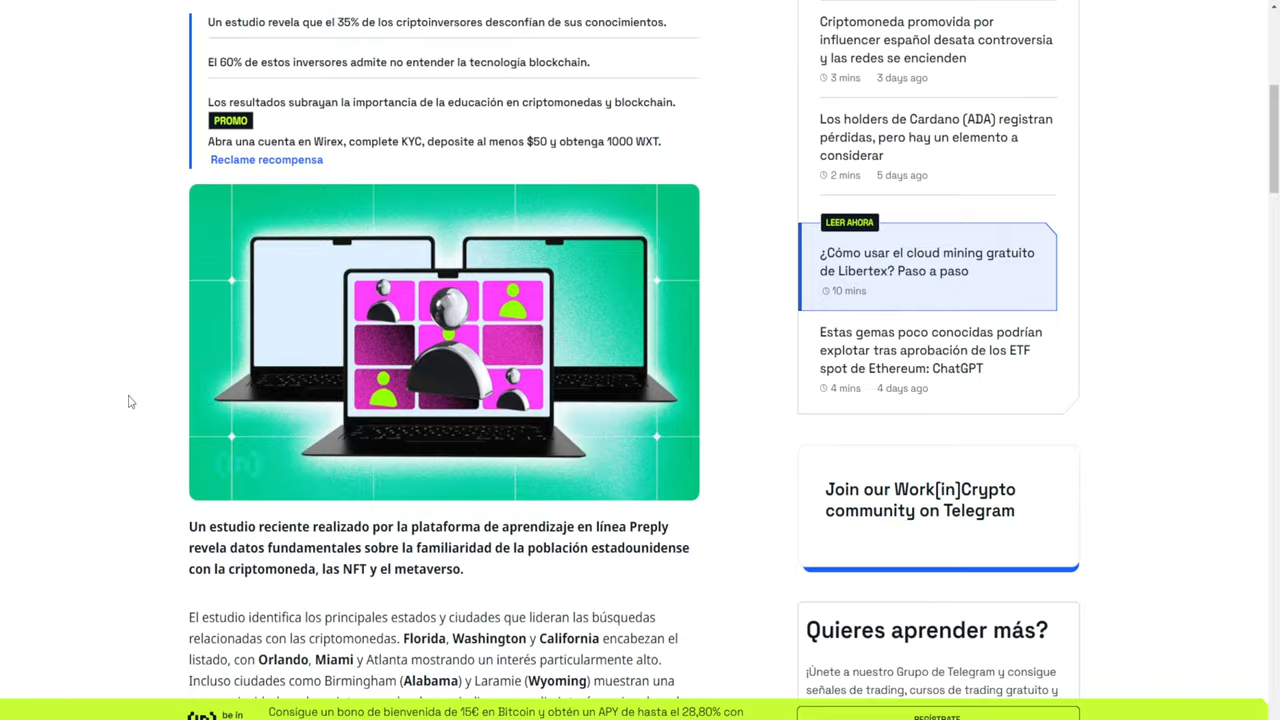 Un estudio revela que el 35% de los criptoinversores desconfían de sus conocimientos.
El 60% de estos inversores admite no entender la tecnología blockchain.
Los resultados subrayan la importancia de la educación en criptomonedas y blockchain.
PROMO
Abra una cuenta en Wirex, complete KYC, deposite al menos $50 y obtenga 1000 WXT.
Reclame recompensa
Un estudio reciente realizado por la plataforma de aprendizaje en línea Preply
revela datos fundamentales sobre la familiaridad de la población estadounidense
con la criptomoneda, las NFT y el metaverso.
El estudio identifica los principales estados y ciudades que lideran las búsquedas
relacionadas con las criptomonedas. Florida, Washington y California encabezan el
listado, con Orlando, Miami y Atlanta mostrando un interés particularmente alto.
Incluso ciudades como Birmingham (Alabama) y Laramie (Wyoming) muestran una
Criptomoneda promovida por
influencer español desata controversia
y las redes se encienden
3 mins 3 days ago
Los holders de Cardano (ADA) registran
pérdidas, pero hay un elemento a
considerar
2 mins 5 days ago
LEER AHORA
¿Cómo usar el cloud mining gratuito
de Libertex? Paso a paso
10 mins
Estas gemas poco conocidas podrían
explotar tras aprobación de los ETF
spot de Ethereum: ChatGPT
4 mins 4 days ago
Join our Work[in]Crypto
community on Telegram
Quieres aprender más?
¡Únete a nuestro Grupo de Telegram y consigue
señales de trading, cursos de trading gratuito y
REGÍSTRATE
be in
Consigue un bono de bienvenida de 15€ en Bitcoin y obtén un APY de hasta el 28,80% con